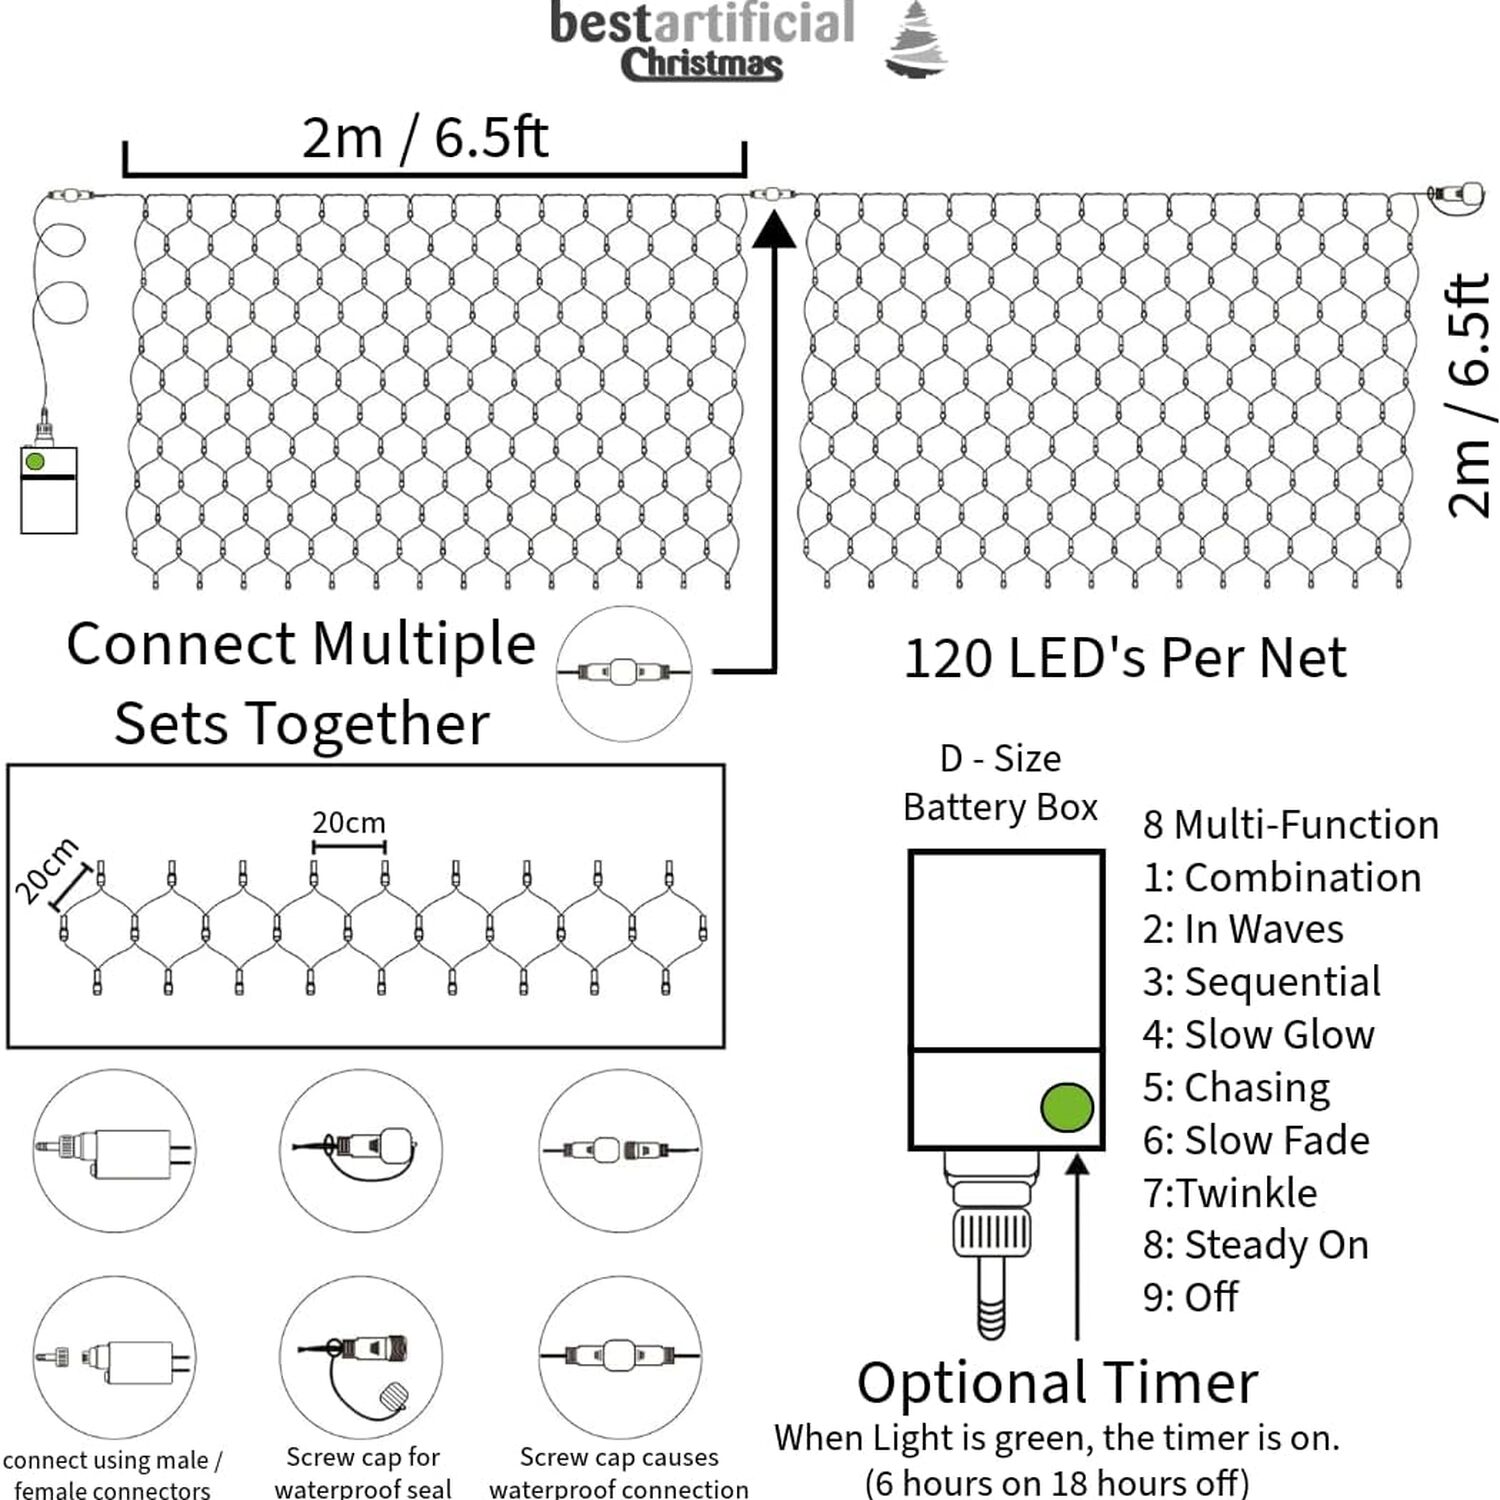 bestartificial
Christmas
2m / 6.5ft
2m / 6.5ft
Connect Multiple
Sets Together
120 LED's Per Net
20cm
20cm
D - Size
Battery Box
8 Multi-Function
1: Combination
2: In Waves
3: Sequential
4: Slow Glow
5: Chasing
6: Slow Fade
7:Twinkle
8: Steady On
9: Off
Optional Timer
When Light is green, the timer is on.
(6 hours on 18 hours off)
connect using male /
female connectors
Screw cap for
waterproof seal
Screw cap causes
waterproof connection